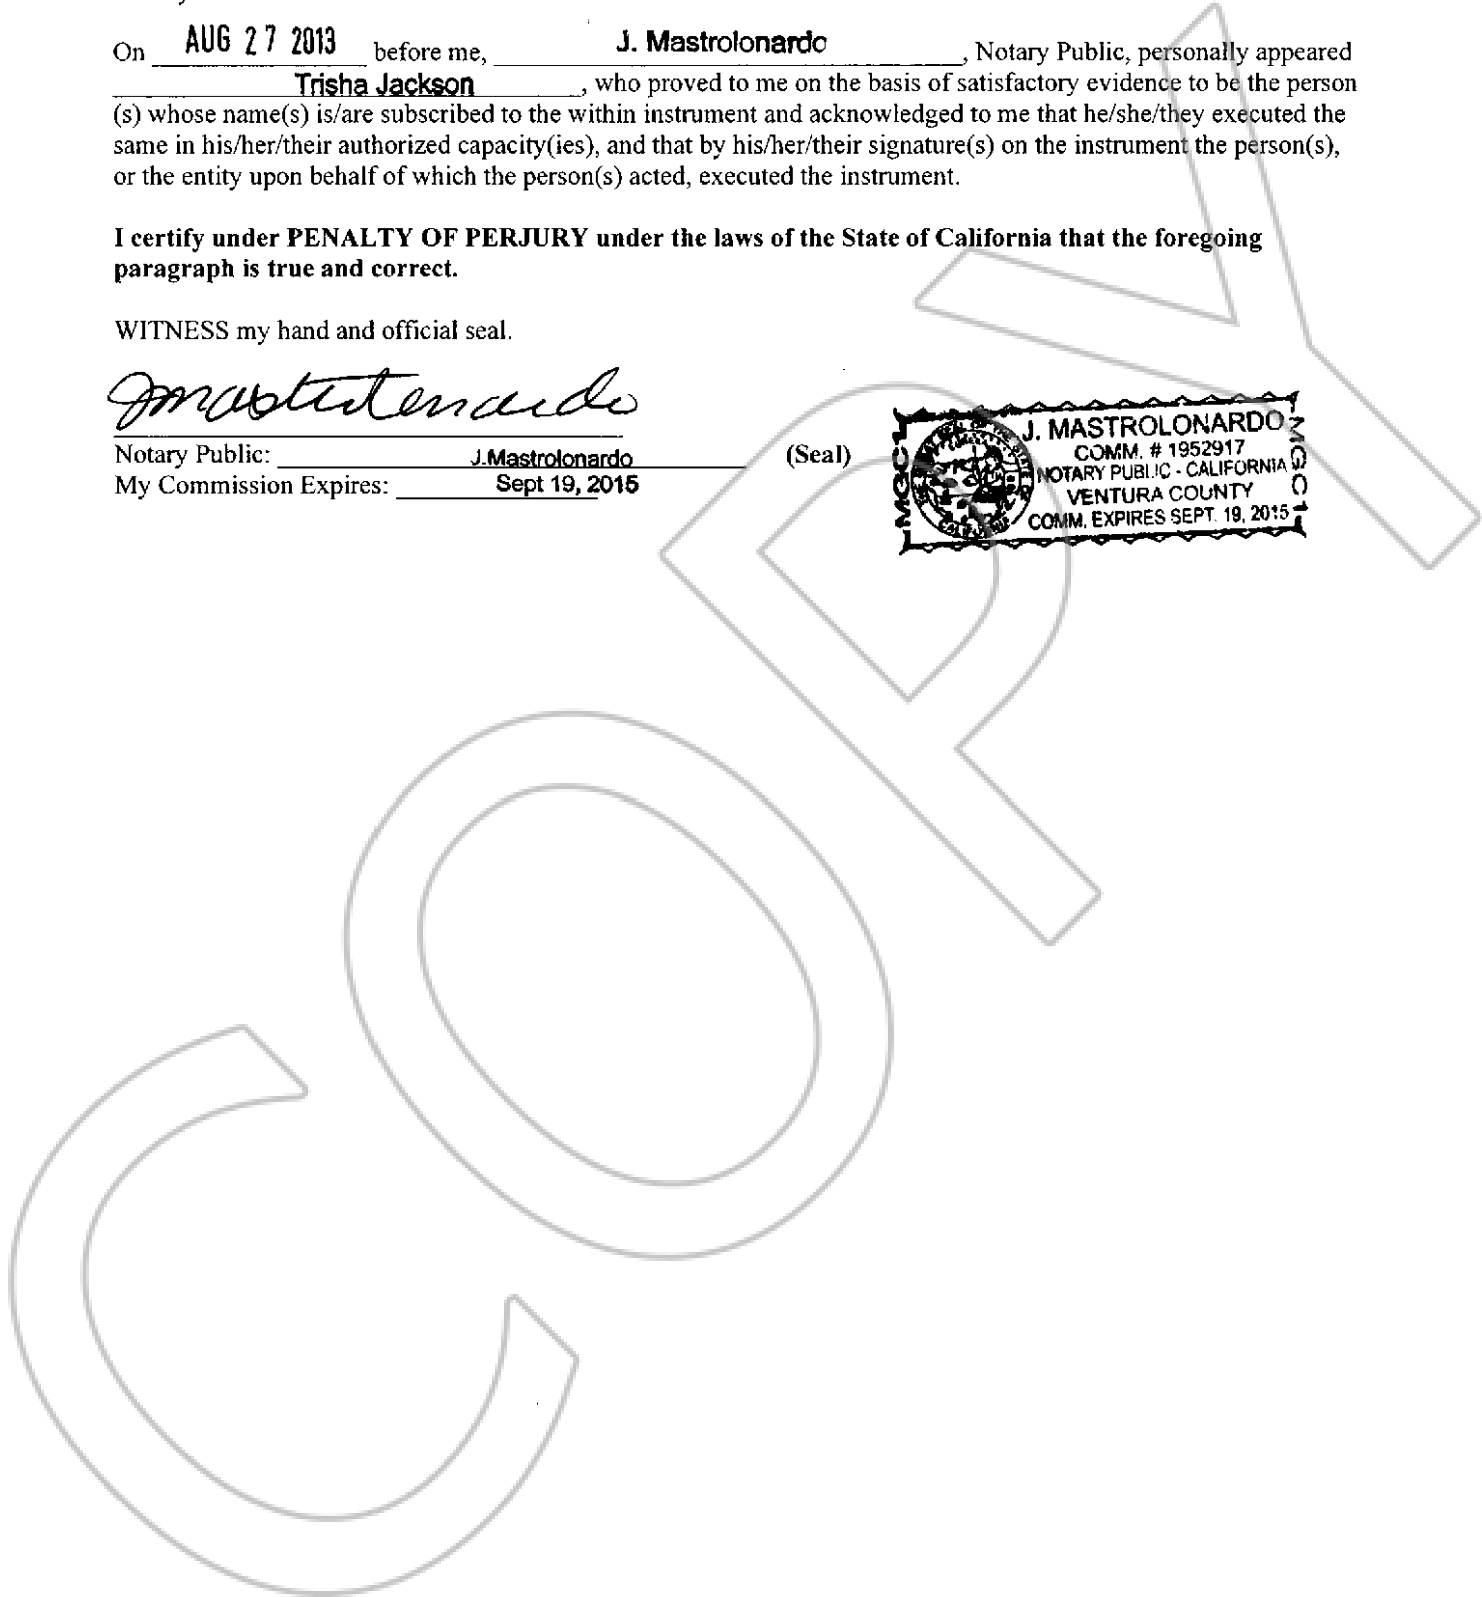 On AUG 27 2013 before me, J. Mastrolonardo, Notary Public, personally appeared
Trisha Jackson, who proved to me on the basis of satisfactory evidence to be the person
(s) whose name(s) is/are subscribed to the within instrument and acknowledged to me that he/she/they executed the
same in his/her/their authorized capacity(ies), and that by his/her/their signature(s) on the instrument the person(s),
or the entity upon behalf of which the person(s) acted, executed the instrument.
I certify under PENALTY OF PERJURY under the laws of the State of California that the foregoing
paragraph is true and correct.
WITNESS my hand and official seal.
JMastrolonardo
Notary Public: J.Mastrolonardo (Seal)
My Commission Expires: Sept 19, 2015
J. MASTROLONARDO
COMM. # 1952917
NOTARY PUBLIC - CALIFORNIA
VENTURA COUNTY
COMM. EXPIRES SEPT. 19, 2015
MGC1
MGC1
COPY